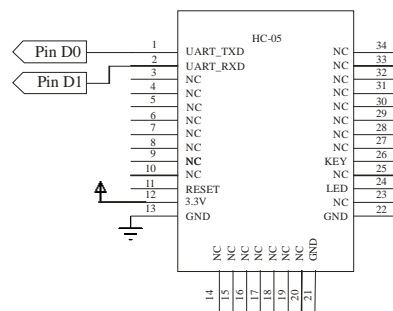 HC-05
Pin D0
Pin D1
1 UART_TXD
2 UART_RXD
3 NC
4 NC
5 NC
6 NC
7 NC
8 NC
9 NC
10 NC
11 RESET
12 3.3V
13 GND
NC 34
NC 33
NC 32
NC 31
NC 30
NC 29
NC 28
NC 27
KEY 26
NC 25
LED 24
NC 23
GND 22
NC 14
NC 15
NC 16
NC 17
NC 18
NC 19
NC 20
GND 21